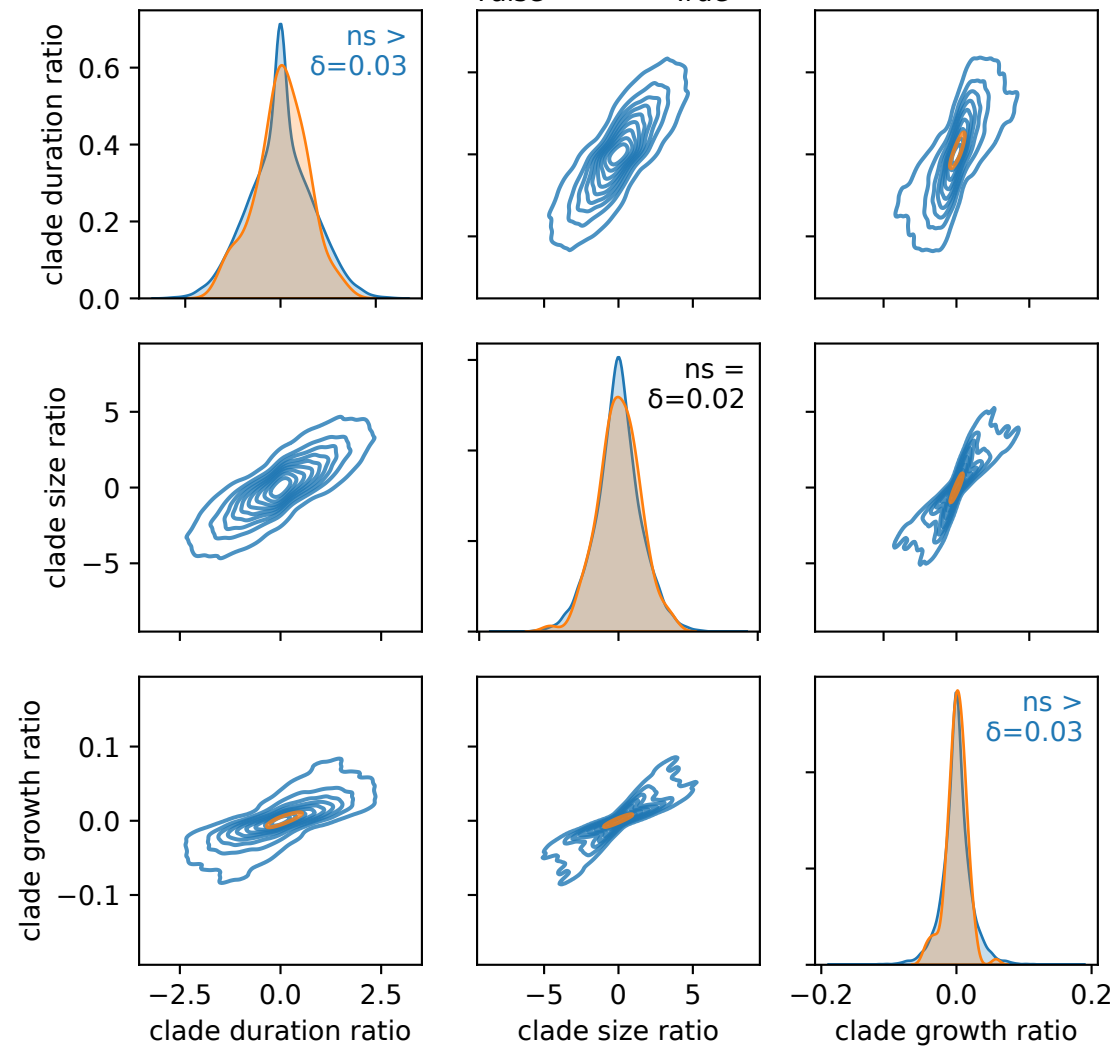 clade duration ratio
0.6
0.4
0.2
0.0
ns >
δ=0.03
clade size ratio
5
0
−5
ns =
δ=0.02
clade growth ratio
0.1
0.0
−0.1
ns >
δ=0.03
−2.5 0.0 2.5
−5 0 5
−0.2 0.0 0.2
clade duration ratio
clade size ratio
clade growth ratio